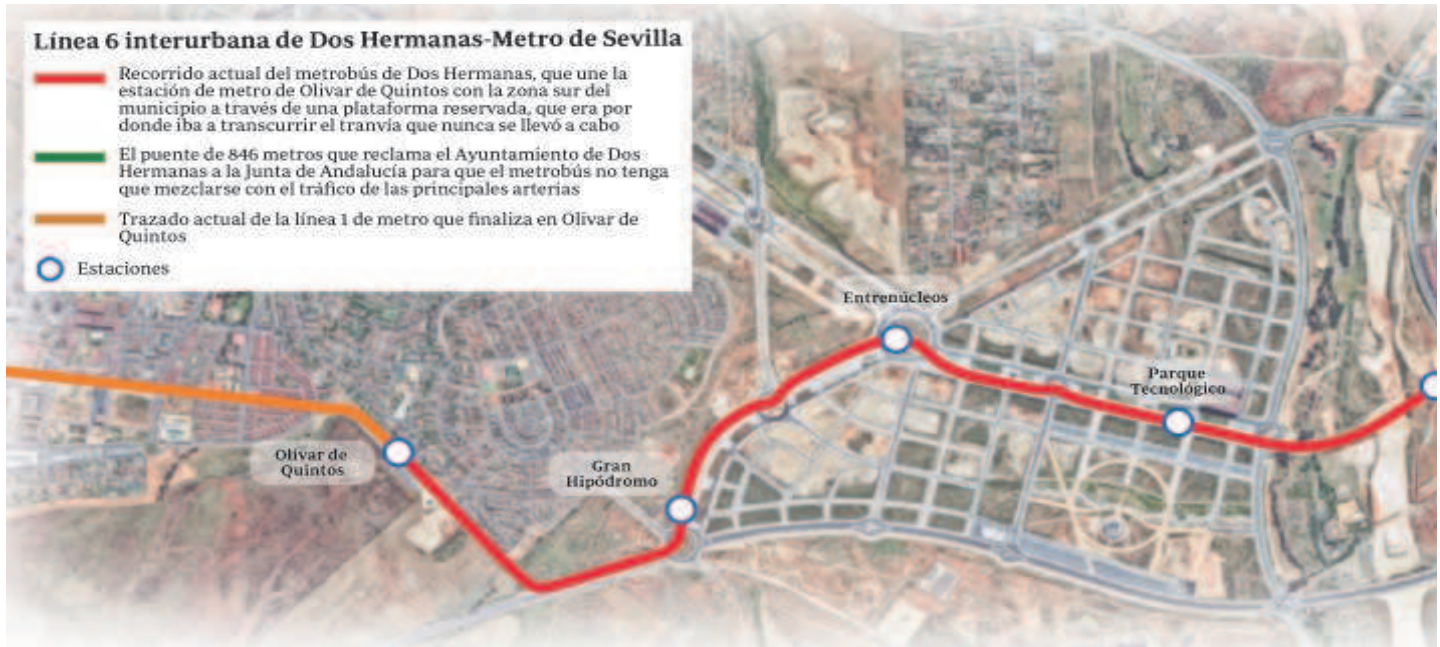 Línea 6 interurbana de Dos Hermanas-Metro de Sevilla
Recorrido actual del metrobús de Dos Hermanas, que une la
estación de metro de Olivar de Quintos con la zona sur del
municipio a través de una plataforma reservada, que era por
donde iba a transcurrir el tranvía que nunca se llevó a cabo
El puente de 846 metros que reclama el Ayuntamiento de Dos
Hermanas a la Junta de Andalucía para que el metrobús no tenga
que mezclarse con el tráfico de las principales arterias
Trazado actual de la línea 1 de metro que finaliza en Olivar de
Quintos
Estaciones
Entrenúcleos
Parque
Tecnológico
Olívar de
Quintos
Gran
Hipódromo